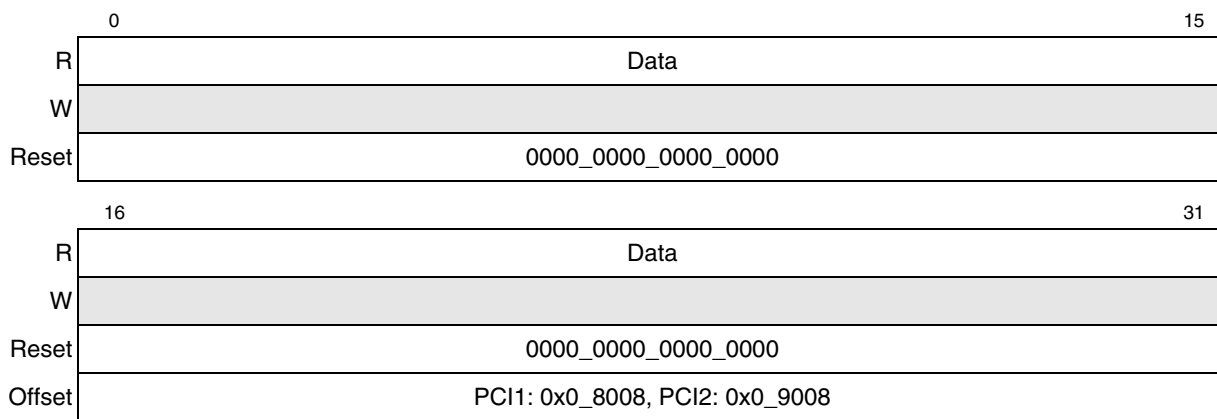 0 15
R Data
W
Reset 0000_0000_0000_0000
16 31
R Data
W
Reset 0000_0000_0000_0000
Offset PCI1: 0x0_8008, PCI2: 0x0_9008